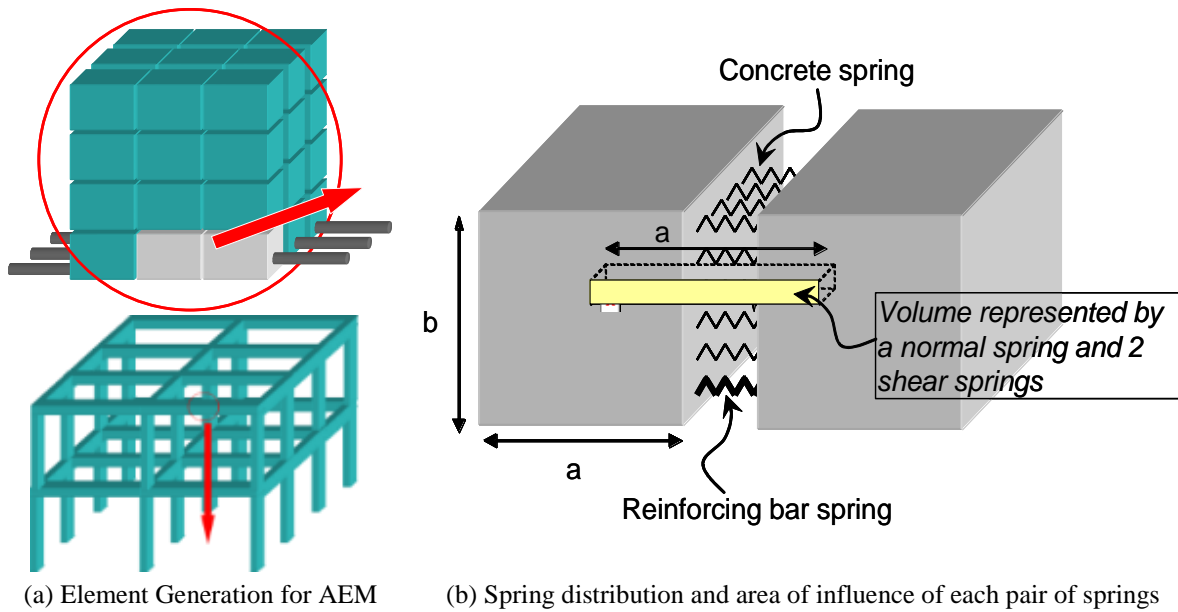 Concrete spring
a
b
Volume represented by
a normal spring and 2
shear springs
a
Reinforcing bar spring
(a) Element Generation for AEM
(b) Spring distribution and area of influence of each pair of springs